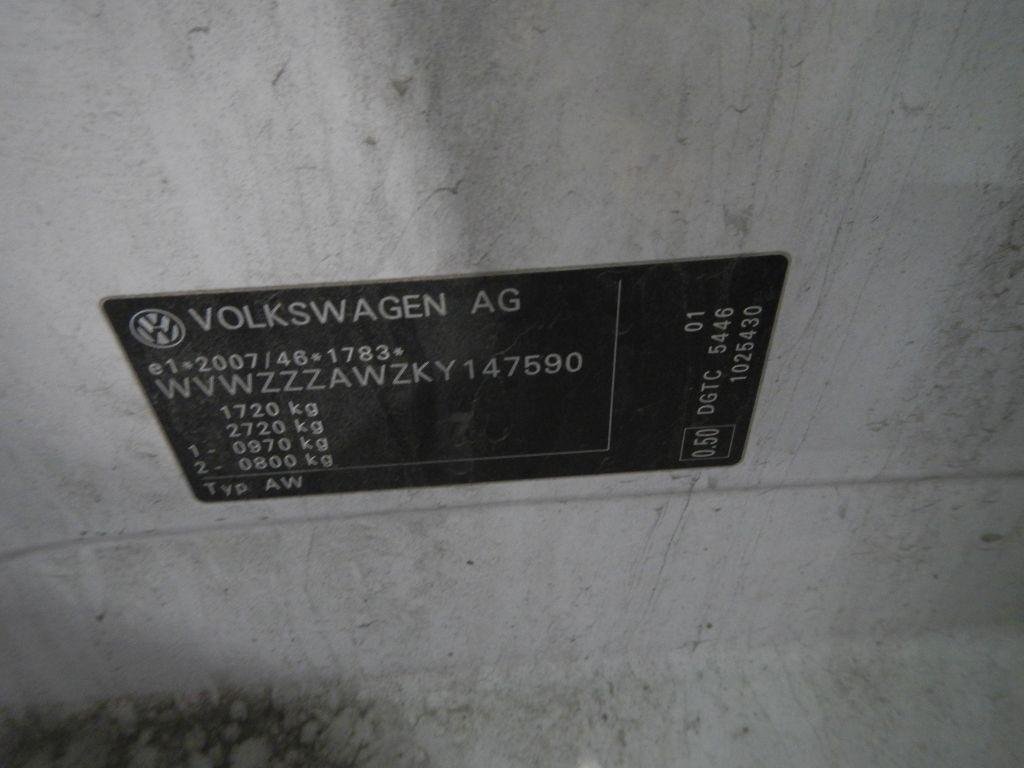 VOLKSWAGEN AG
e1*2007/46*1783*
WVWZZZAWZKY147590
1720 kg
2720 kg
1 - 0970 kg
2 - 0800 kg
Typ AW
01
0.50 DGTC 5446
1025430